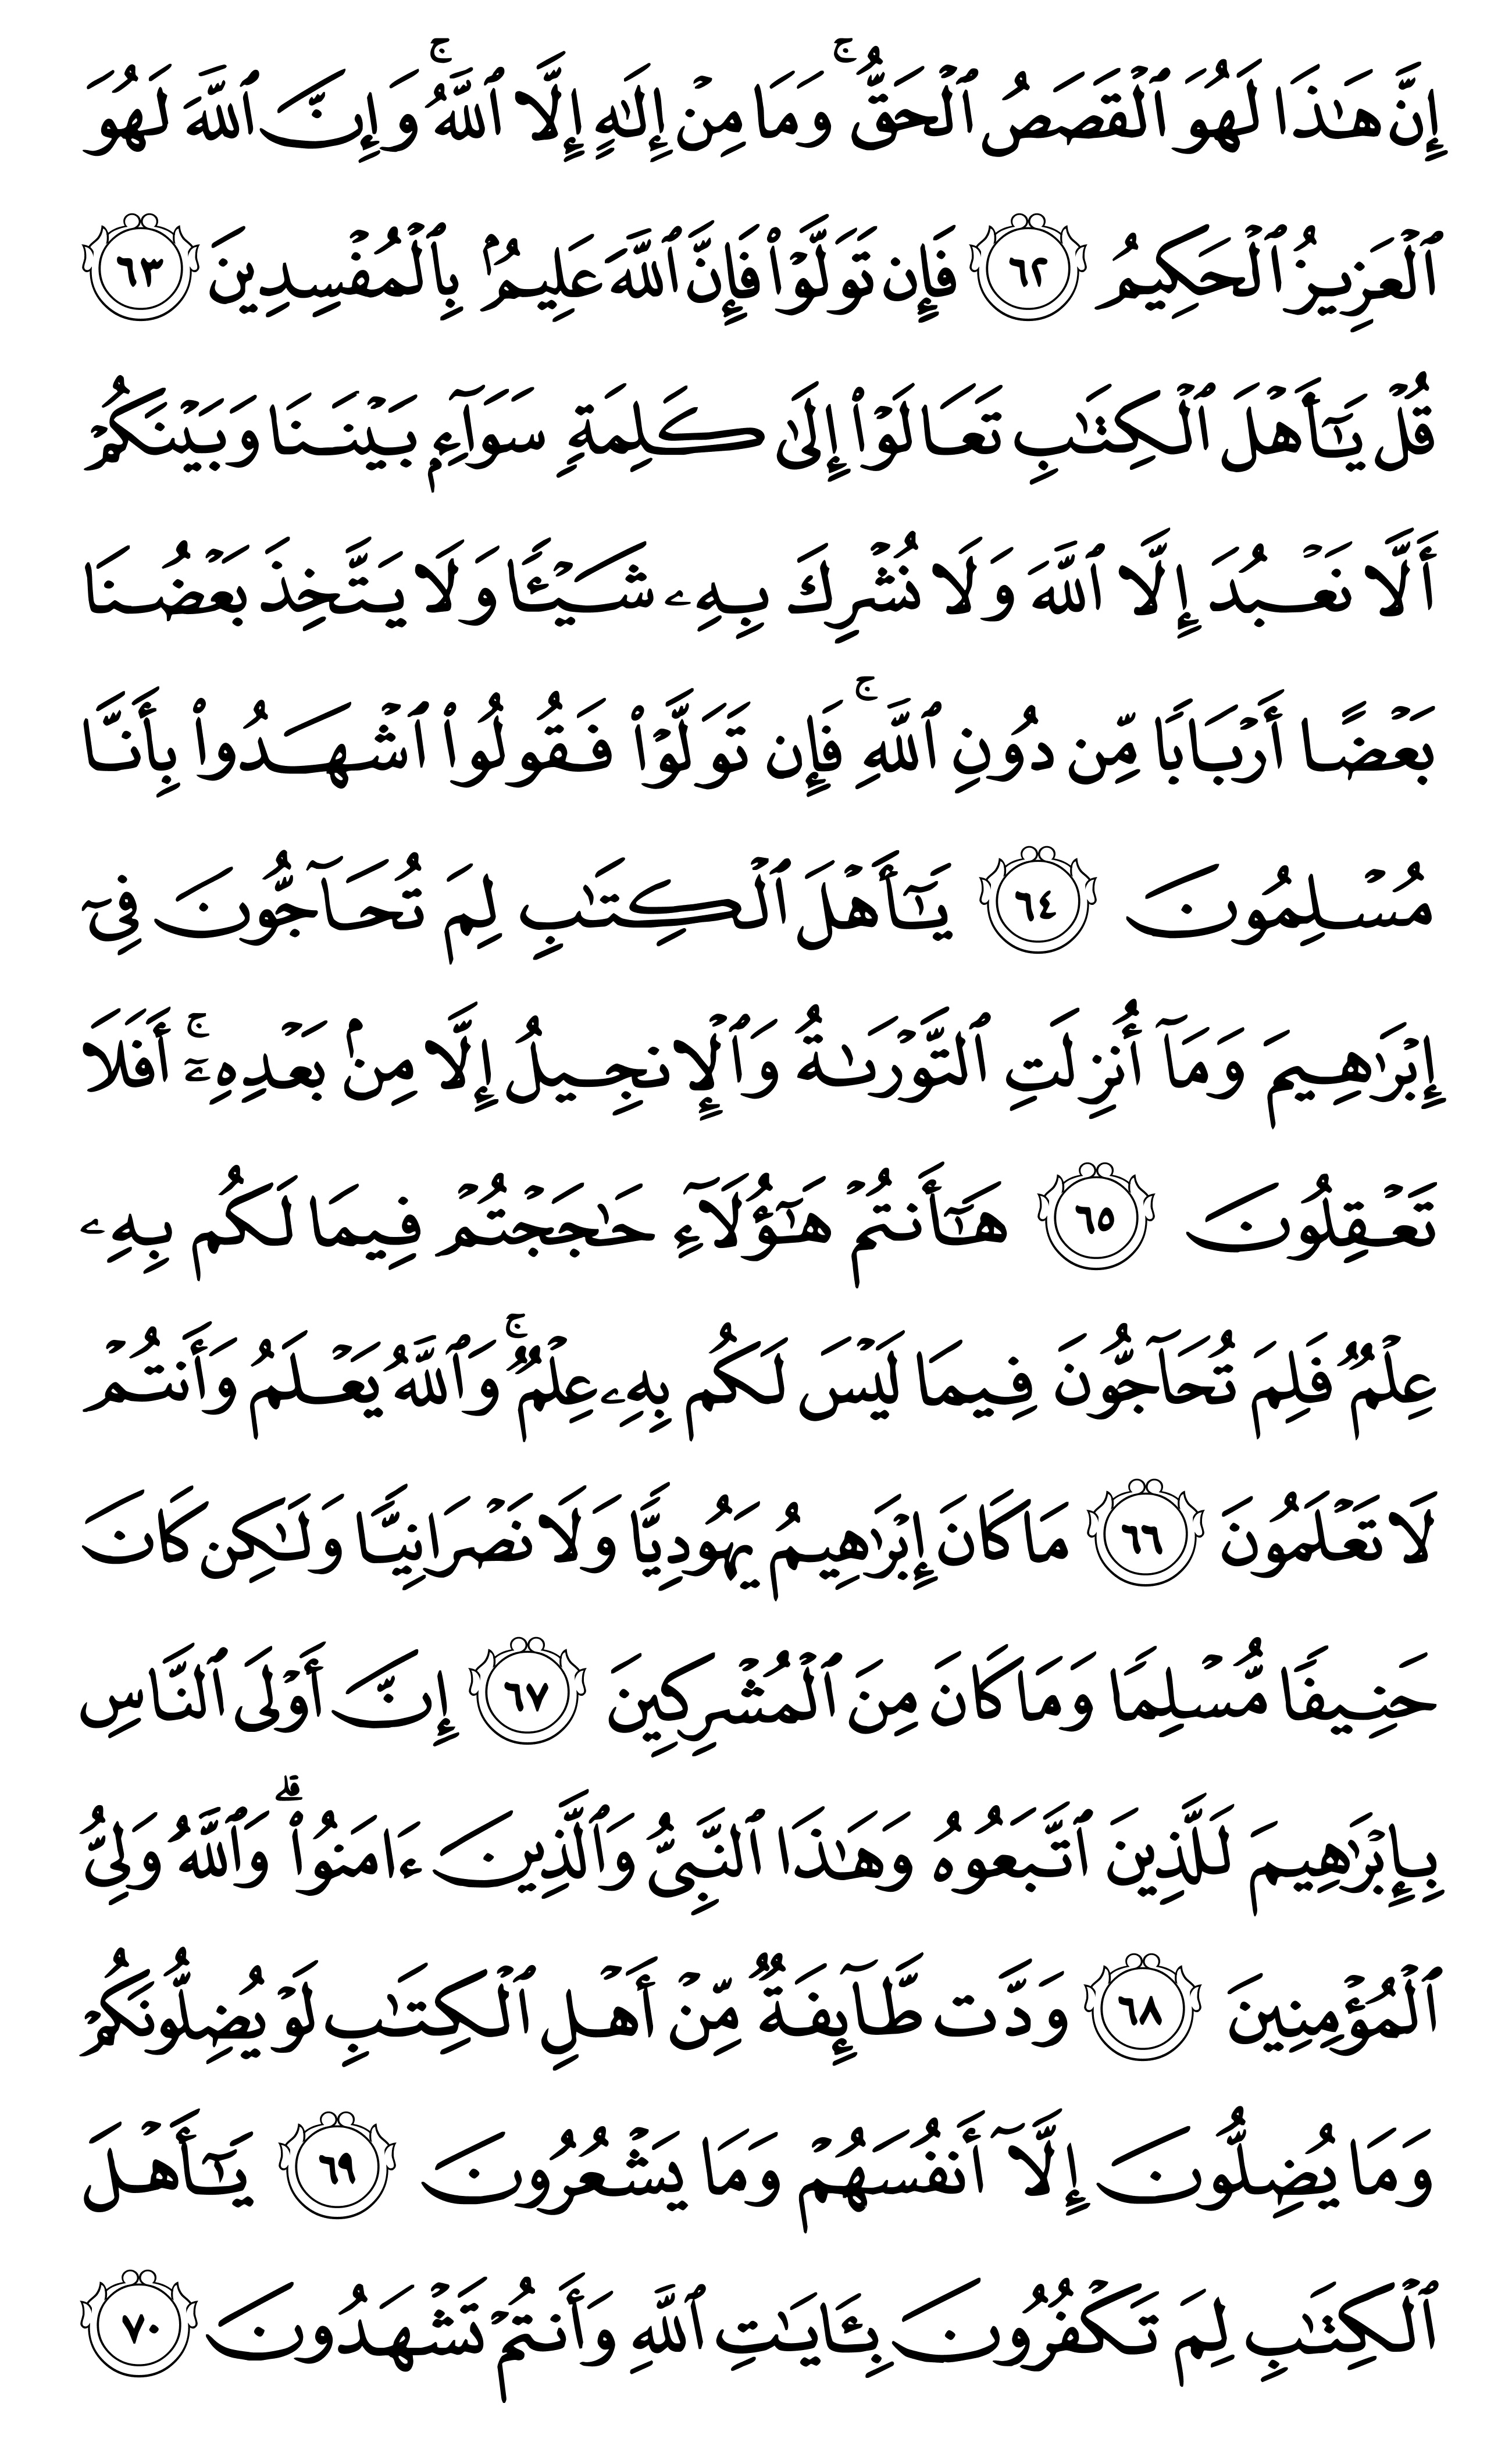 إِنَّ هَٰذَا لَهُوَ ٱلْقَصَصُ ٱلْحَقُّ ۚ وَمَا مِنْ إِلَٰهٍ إِلَّا ٱللَّهُ ۚ وَإِنَّ ٱللَّهَ لَهُوَ
ٱلْعَزِيزُ ٱلْحَكِيمُ ٦٢ فَإِن تَوَلَّوْا۟ فَإِنَّ ٱللَّهَ عَلِيمٌۢ بِٱلْمُفْسِدِينَ ٦٣
قُلْ يَٰٓأَهْلَ ٱلْكِتَٰبِ تَعَالَوْا۟ إِلَىٰ كَلِمَةٍ سَوَآءٍۭ بَيْنَنَا وَبَيْنَكُمْ
أَلَّا نَعْبُدَ إِلَّا ٱللَّهَ وَلَا نُشْرِكَ بِهِۦ شَيْـًٔا وَلَا يَتَّخِذَ بَعْضُنَا
بَعْضًا أَرْبَابًا مِّن دُونِ ٱللَّهِ ۚ فَإِن تَوَلَّوْا۟ فَقُولُوا۟ ٱشْهَدُوا۟ بِأَنَّا
مُسْلِمُونَ ٦٤ يَٰٓأَهْلَ ٱلْكِتَٰبِ لِمَ تُحَآجُّونَ فِىٓ
إِبْرَٰهِيمَ وَمَآ أُنزِلَتِ ٱلتَّوْرَىٰةُ وَٱلْإِنجِيلُ إِلَّا مِنۢ بَعْدِهِۦٓ ۚ أَفَلَا
تَعْقِلُونَ ٦٥ هَٰٓأَنتُمْ هَٰٓؤُلَآءِ حَٰجَجْتُمْ فِيمَا لَكُم بِهِۦ
عِلْمٌ فَلِمَ تُحَآجُّونَ فِيمَا لَيْسَ لَكُم بِهِۦ عِلْمٌ ۚ وَٱللَّهُ يَعْلَمُ وَأَنتُمْ
لَا تَعْلَمُونَ ٦٦ مَا كَانَ إِبْرَٰهِيمُ يَهُودِيًّا وَلَا نَصْرَانِيًّا وَلَٰكِن كَانَ
حَنِيفًا مُّسْلِمًا وَمَا كَانَ مِنَ ٱلْمُشْرِكِينَ ٦٧ إِنَّ أَوْلَى ٱلنَّاسِ
بِإِبْرَٰهِيمَ لَلَّذِينَ ٱتَّبَعُوهُ وَهَٰذَا ٱلنَّبِىُّ وَٱلَّذِينَ ءَامَنُوا۟ ۗ وَٱللَّهُ وَلِىُّ
ٱلْمُؤْمِنِينَ ٦٨ وَدَّت طَّآئِفَةٌ مِّنْ أَهْلِ ٱلْكِتَٰبِ لَوْ يُضِلُّونَكُمْ
وَمَا يُضِلُّونَ إِلَّآ أَنفُسَهُمْ وَمَا يَشْعُرُونَ ٦٩ يَٰٓأَهْلَ
ٱلْكِتَٰبِ لِمَ تَكْفُرُونَ بِـَٔايَٰتِ ٱللَّهِ وَأَنتُمْ تَشْهَدُونَ ٧٠